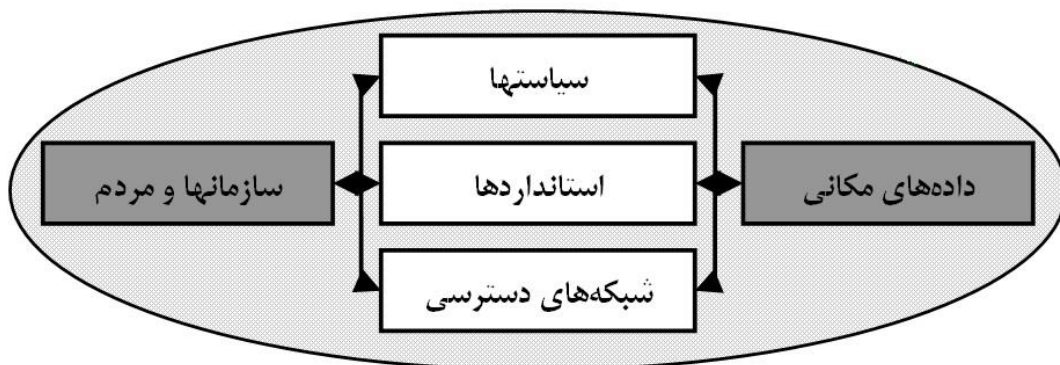 سیاستها
داده‌های مکانی
استانداردها
سازمانها و مردم
شبکه‌های دسترسی